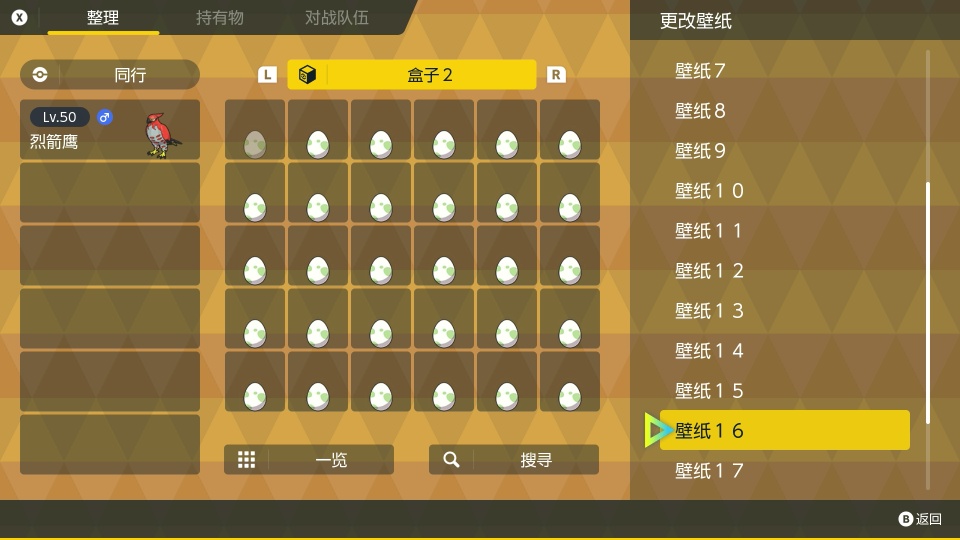 X 整理 持有物 对战队伍
更改壁纸
同行
L 盒子2 R
Lv.50 ♂
烈箭鹰
一览
搜寻
壁纸7
壁纸8
壁纸9
壁纸10
壁纸11
壁纸12
壁纸13
壁纸14
壁纸15
壁纸16
壁纸17
B 返回